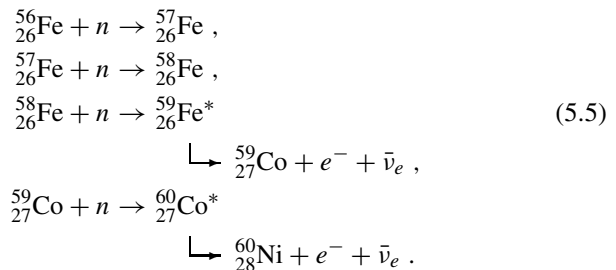 ⁵⁶₂₆Fe + n → ⁵⁷₂₆Fe ,
⁵⁷₂₆Fe + n → ⁵⁸₂₆Fe ,
⁵⁸₂₆Fe + n → ⁵⁹₂₆Fe* (5.5)
↳ ⁵⁹₂₇Co + e⁻ + ν̄ₑ ,
⁵⁹₂₇Co + n → ⁶⁰₂₇Co*
↳ ⁶⁰₂₈Ni + e⁻ + ν̄ₑ .